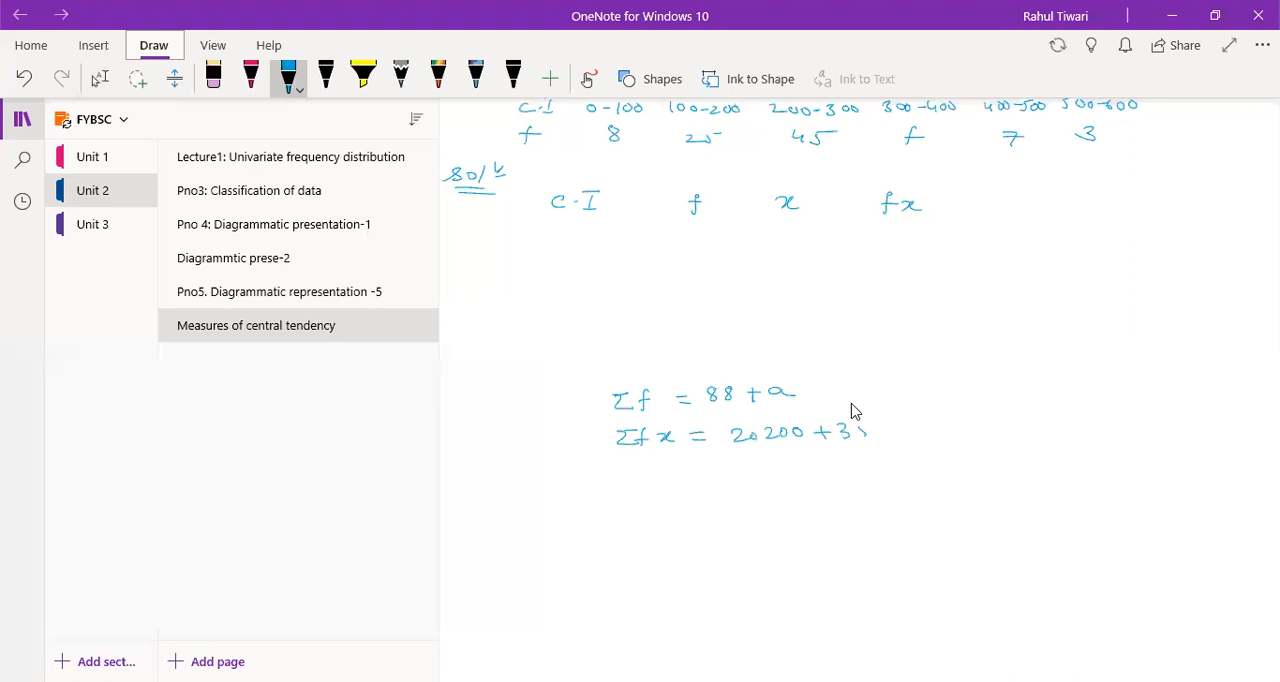 OneNote for Windows 10
Rahul Tiwari
Home Insert Draw View Help
Share
Shapes Ink to Shape Ink to Text
FYBSC
Unit 1
Unit 2
Unit 3
Lecture1: Univariate frequency distribution
Pno3: Classification of data
Pno 4: Diagrammatic presentation-1
Diagrammtic prese-2
Pno5. Diagrammatic representation -5
Measures of central tendency
C-I 0-100 100-200 200-300 300-400 400-500 500-600
f 8 25 45 f 7 3
C-I f x fx
Σf = 88 + a
Σfx = 20200 + 3
Add sect...
Add page